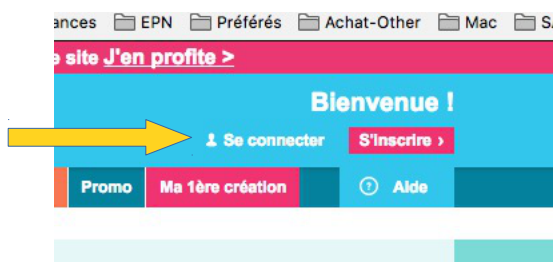 ances EPN Préférés Achat-Other Mac S
site J'en profite >
Bienvenue !
Se connecter S'inscrire ›
Promo Ma 1ère création Aide